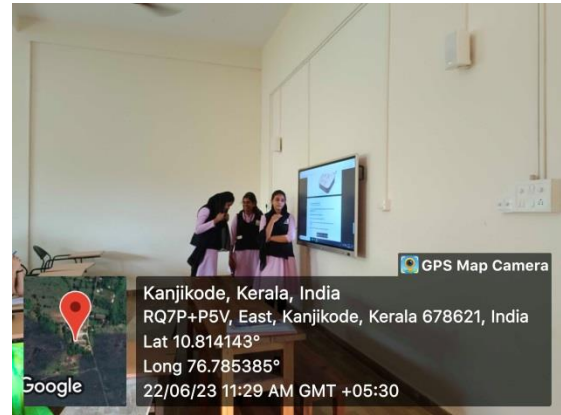 GPS Map Camera
Kanjikode, Kerala, India
RQ7P+P5V, East, Kanjikode, Kerala 678621, India
Lat 10.814143°
Long 76.785385°
22/06/23 11:29 AM GMT +05:30
Google